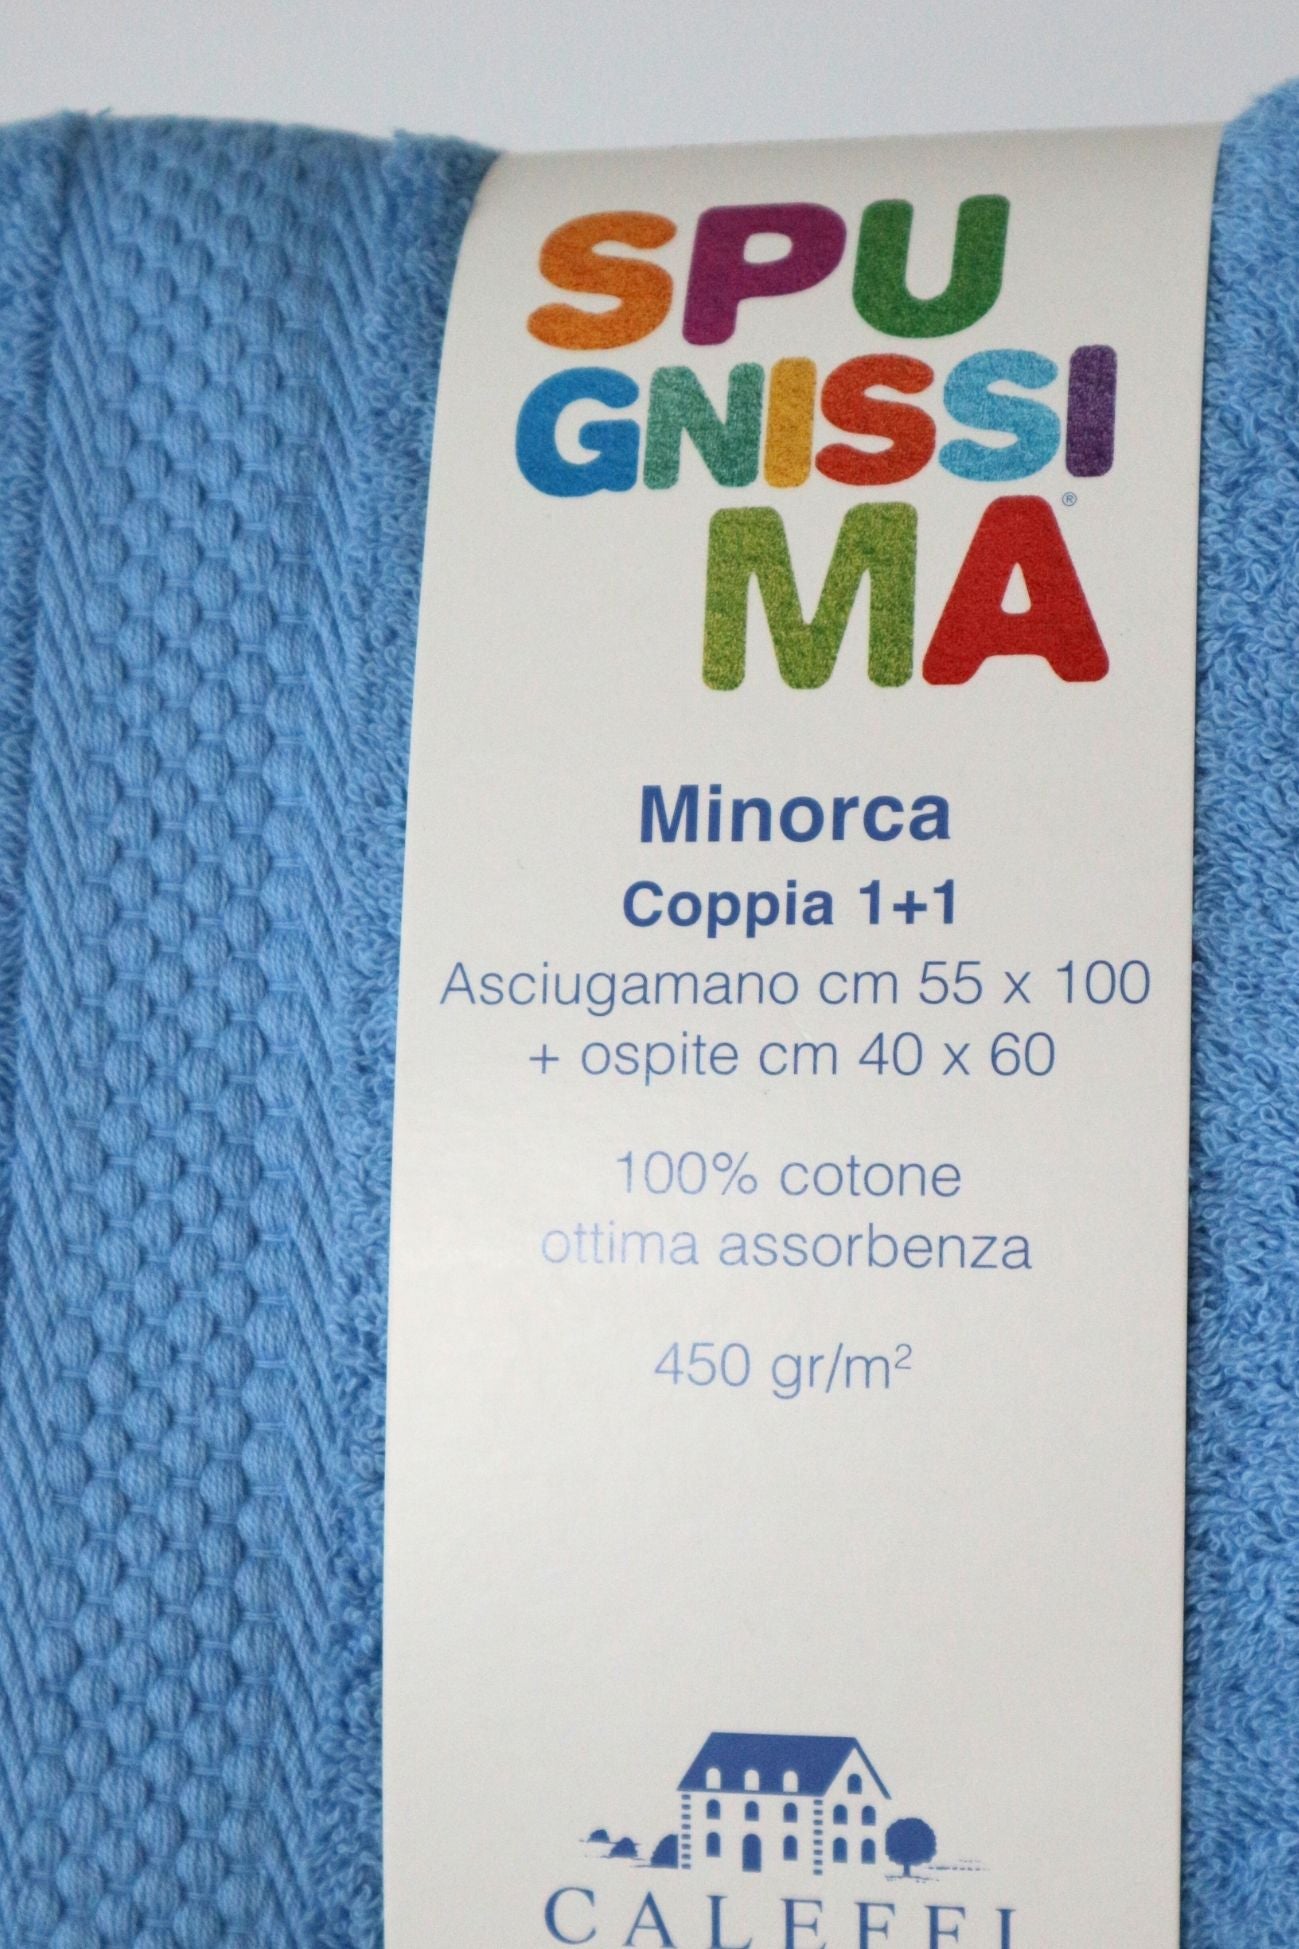 SPU
GNISSI
MA®
Minorca
Coppia 1+1
Asciugamano cm 55 x 100
+ ospite cm 40 x 60
100% cotone
ottima assorbenza
450 gr/m²
CALEFFI